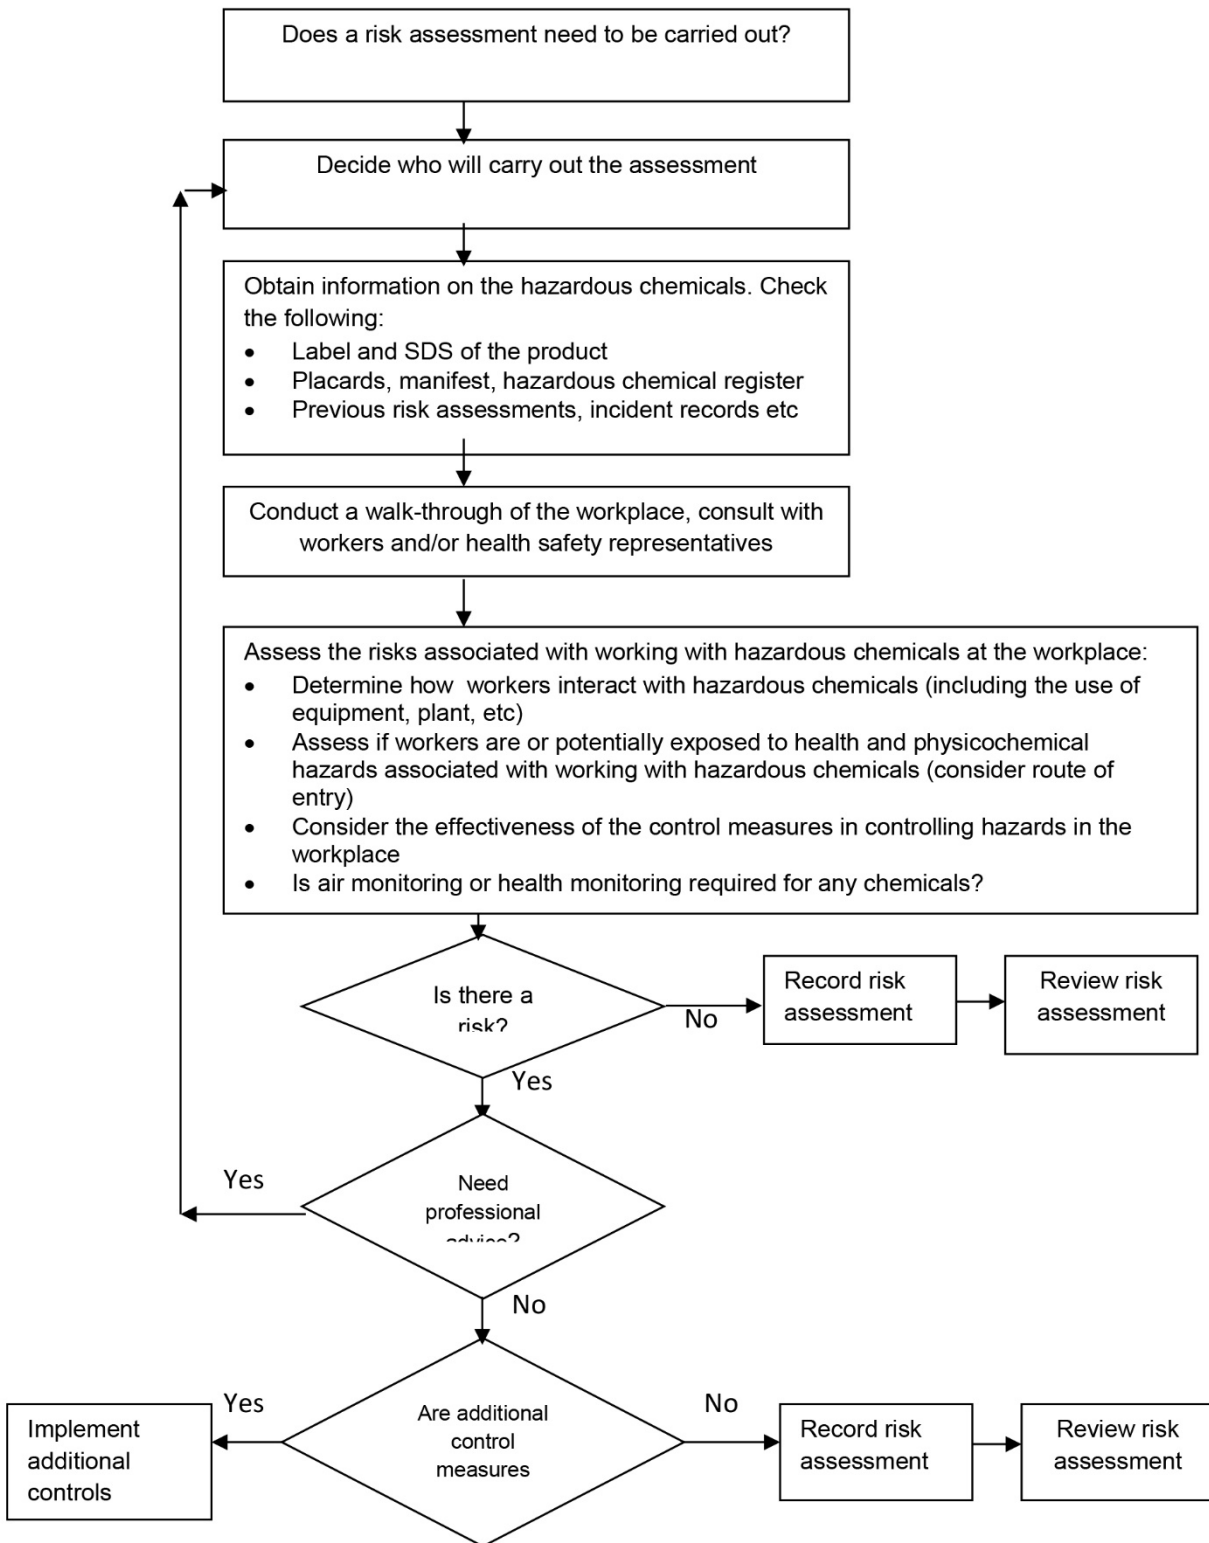 Does a risk assessment need to be carried out?
Decide who will carry out the assessment
Obtain information on the hazardous chemicals. Check
the following:
• Label and SDS of the product
• Placards, manifest, hazardous chemical register
• Previous risk assessments, incident records etc
Conduct a walk-through of the workplace, consult with
workers and/or health safety representatives
Assess the risks associated with working with hazardous chemicals at the workplace:
• Determine how workers interact with hazardous chemicals (including the use of
equipment, plant, etc)
• Assess if workers are or potentially exposed to health and physicochemical
hazards associated with working with hazardous chemicals (consider route of
entry)
• Consider the effectiveness of the control measures in controlling hazards in the
workplace
• Is air monitoring or health monitoring required for any chemicals?
Is there a
risk?
No
Record risk
assessment
Review risk
assessment
Yes
Need
professional
advice?
Yes
No
Are additional
control
measures
Yes
Implement
additional
controls
No
Record risk
assessment
Review risk
assessment